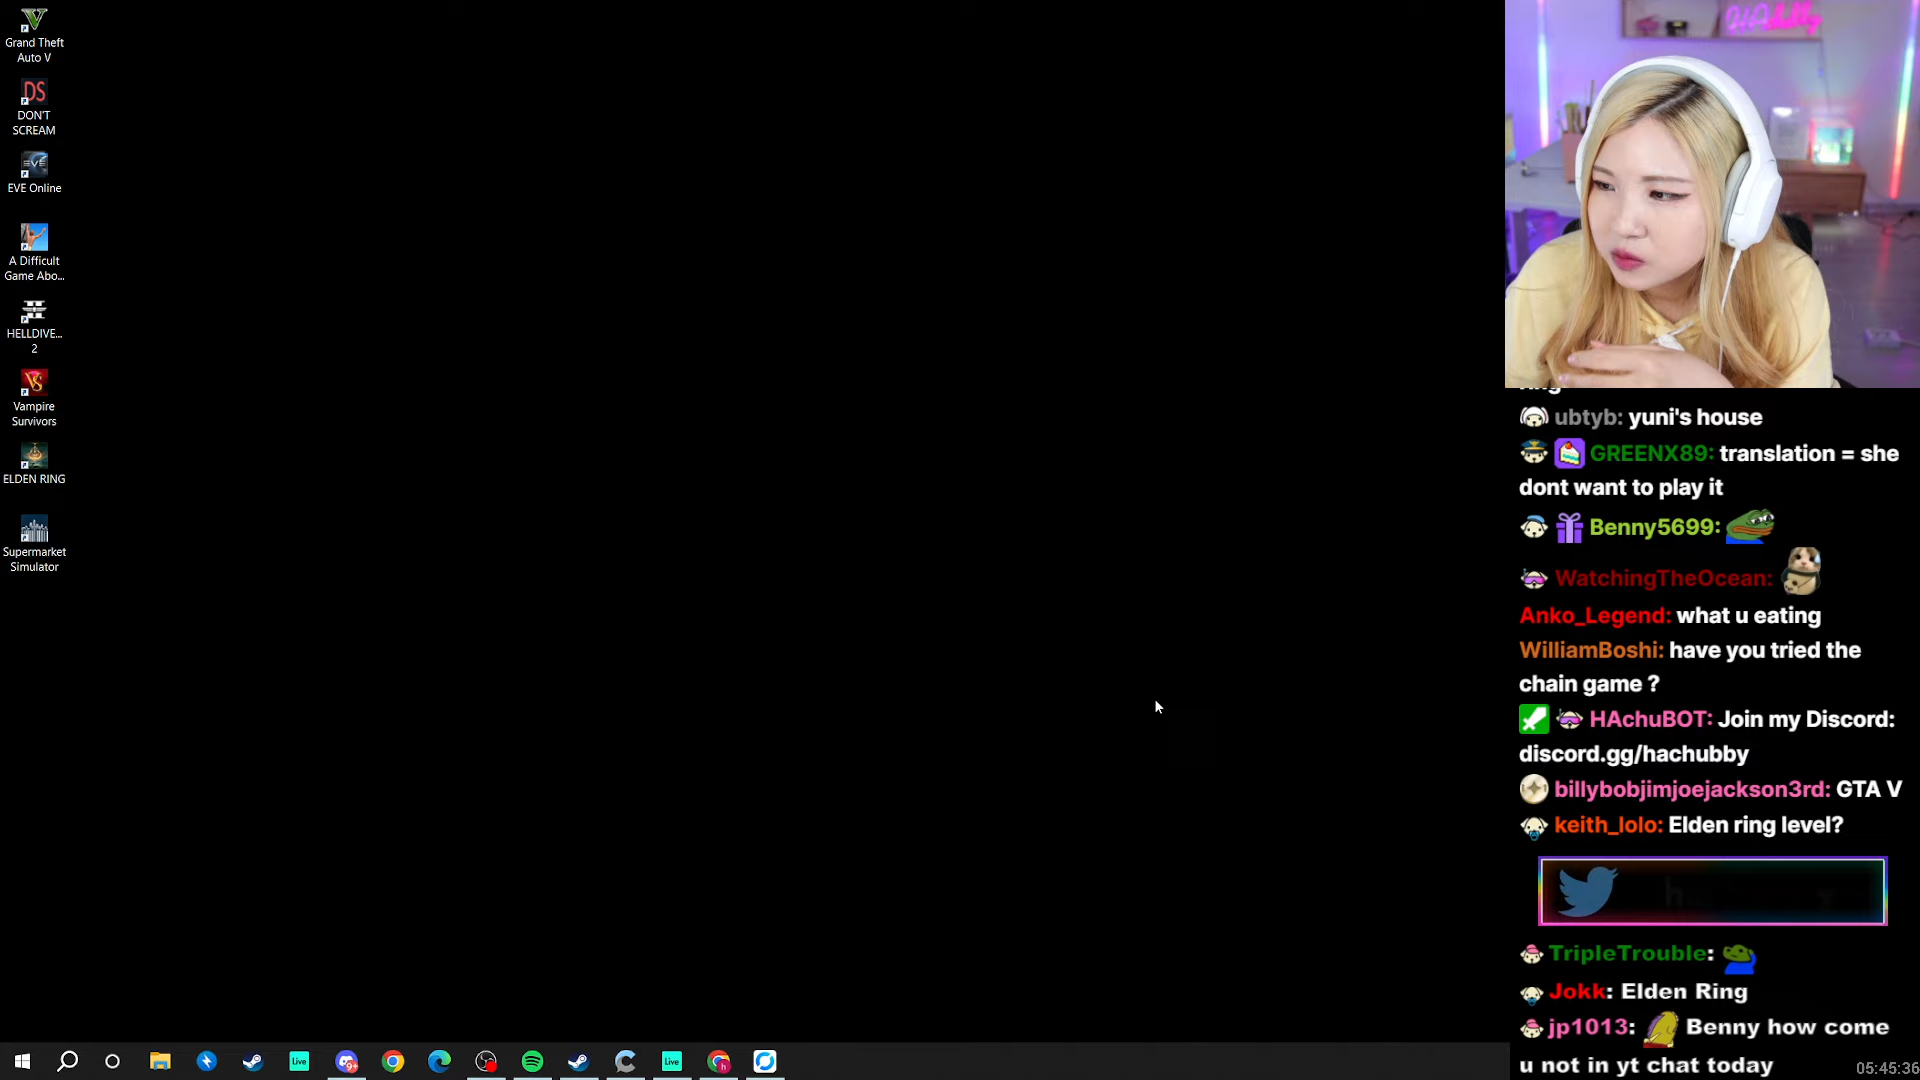 Grand Theft
Auto V
DON'T
SCREAM
EVE Online
A Difficult
Game Abo...
HELLDIVE...
2
Vampire
Survivors
ELDEN RING
Supermarket
Simulator
ubtyb: yuni's house
GREENX89: translation = she
dont want to play it
Benny5699:
WatchingTheOcean:
Anko_Legend: what u eating
WilliamBoshi: have you tried the
chain game ?
HAchuBOT: Join my Discord:
discord.gg/hachubby
billybobjimjoejackson3rd: GTA V
keith_lolo: Elden ring level?
TripleTrouble:
Jokk: Elden Ring
jp1013: Benny how come
u not in yt chat today
05:45:36
Live
9+
Live